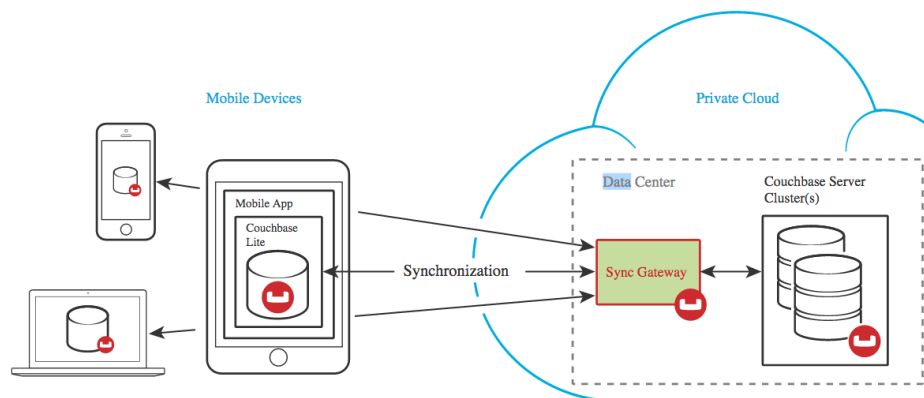 Mobile Devices
Private Cloud
Data Center
Couchbase Server
Cluster(s)
Mobile App
Couchbase
Lite
Synchronization
Sync Gateway